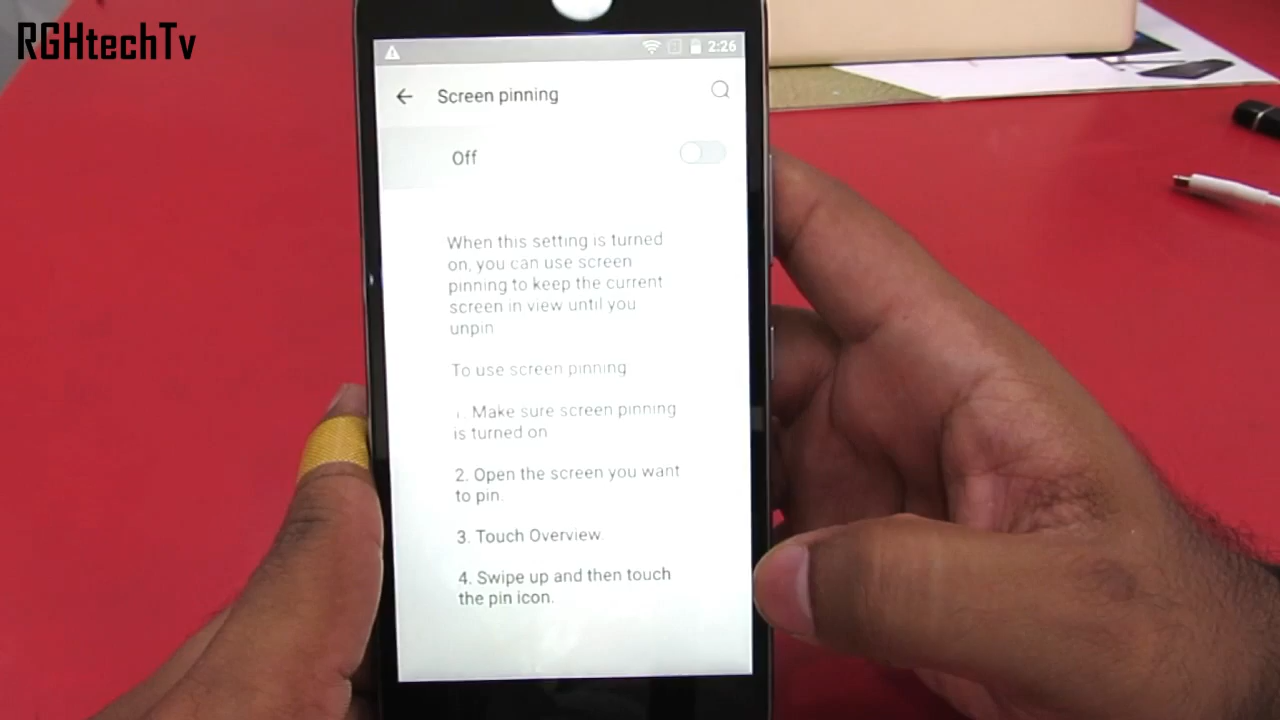 RGHtechTv
2:26
Screen pinning
Off
When this setting is turned
on, you can use screen
pinning to keep the current
screen in view until you
unpin
To use screen pinning
1. Make sure screen pinning
is turned on
2. Open the screen you want
to pin.
3. Touch Overview.
4. Swipe up and then touch
the pin icon.